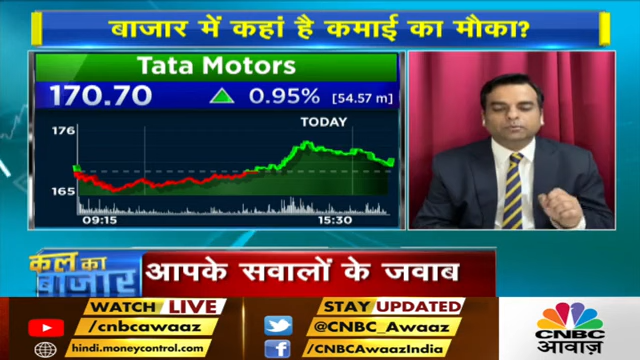 बाजार में कहां है कमाई का मौका?
Tata Motors
170.70 0.95% [54.57 m]
TODAY
176
165
09:15 15:30
कल का
बाजार
आपके सवालों के जवाब
WATCH LIVE
/cnbcawaaz
hindi.moneycontrol.com
STAY UPDATED
@CNBC_Awaaz
/CNBCAwaazIndia
CNBC
आवाज़